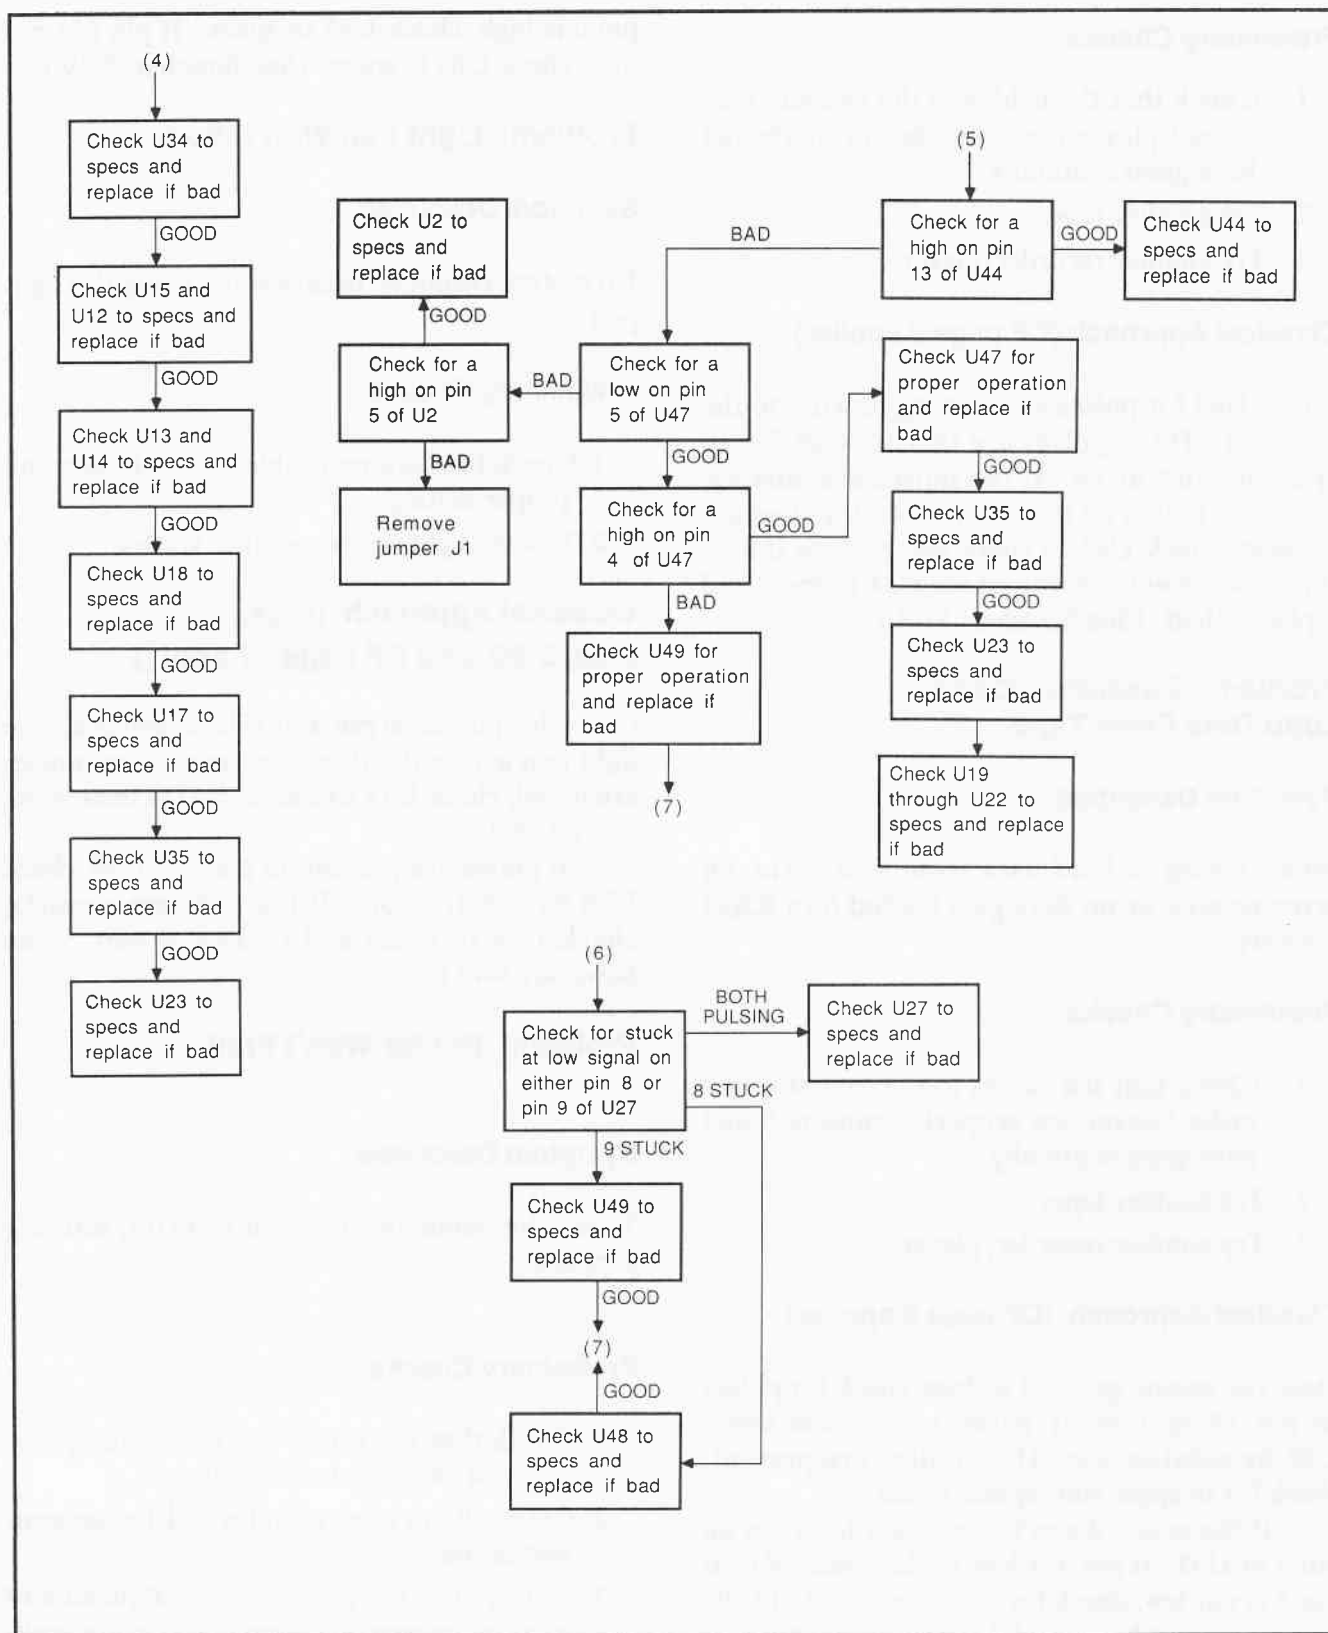 (4)
Check U34 to
specs and
replace if bad
GOOD
Check U15 and
U12 to specs and
replace if bad
GOOD
Check U13 and
U14 to specs and
replace if bad
GOOD
Check U18 to
specs and
replace if bad
GOOD
Check U17 to
specs and
replace if bad
GOOD
Check U35 to
specs and
replace if bad
GOOD
Check U23 to
specs and
replace if bad
(5)
Check for a
high on pin
13 of U44
GOOD
Check U44 to
specs and
replace if bad
BAD
Check for a
low on pin
5 of U47
BAD
Check for a
high on pin
5 of U2
GOOD
Check U2 to
specs and
replace if bad
BAD
Remove
jumper J1
GOOD
Check for a
high on pin
4 of U47
GOOD
Check U47 for
proper operation
and replace if
bad
GOOD
Check U35 to
specs and
replace if bad
GOOD
Check U23 to
specs and
replace if bad
Check U19
through U22 to
specs and replace
if bad
BAD
Check U49 for
proper operation
and replace if
bad
(7)
(6)
Check for stuck
at low signal on
either pin 8 or
pin 9 of U27
BOTH
PULSING
Check U27 to
specs and
replace if bad
8 STUCK
9 STUCK
Check U49 to
specs and
replace if bad
GOOD
(7)
GOOD
Check U48 to
specs and
replace if bad